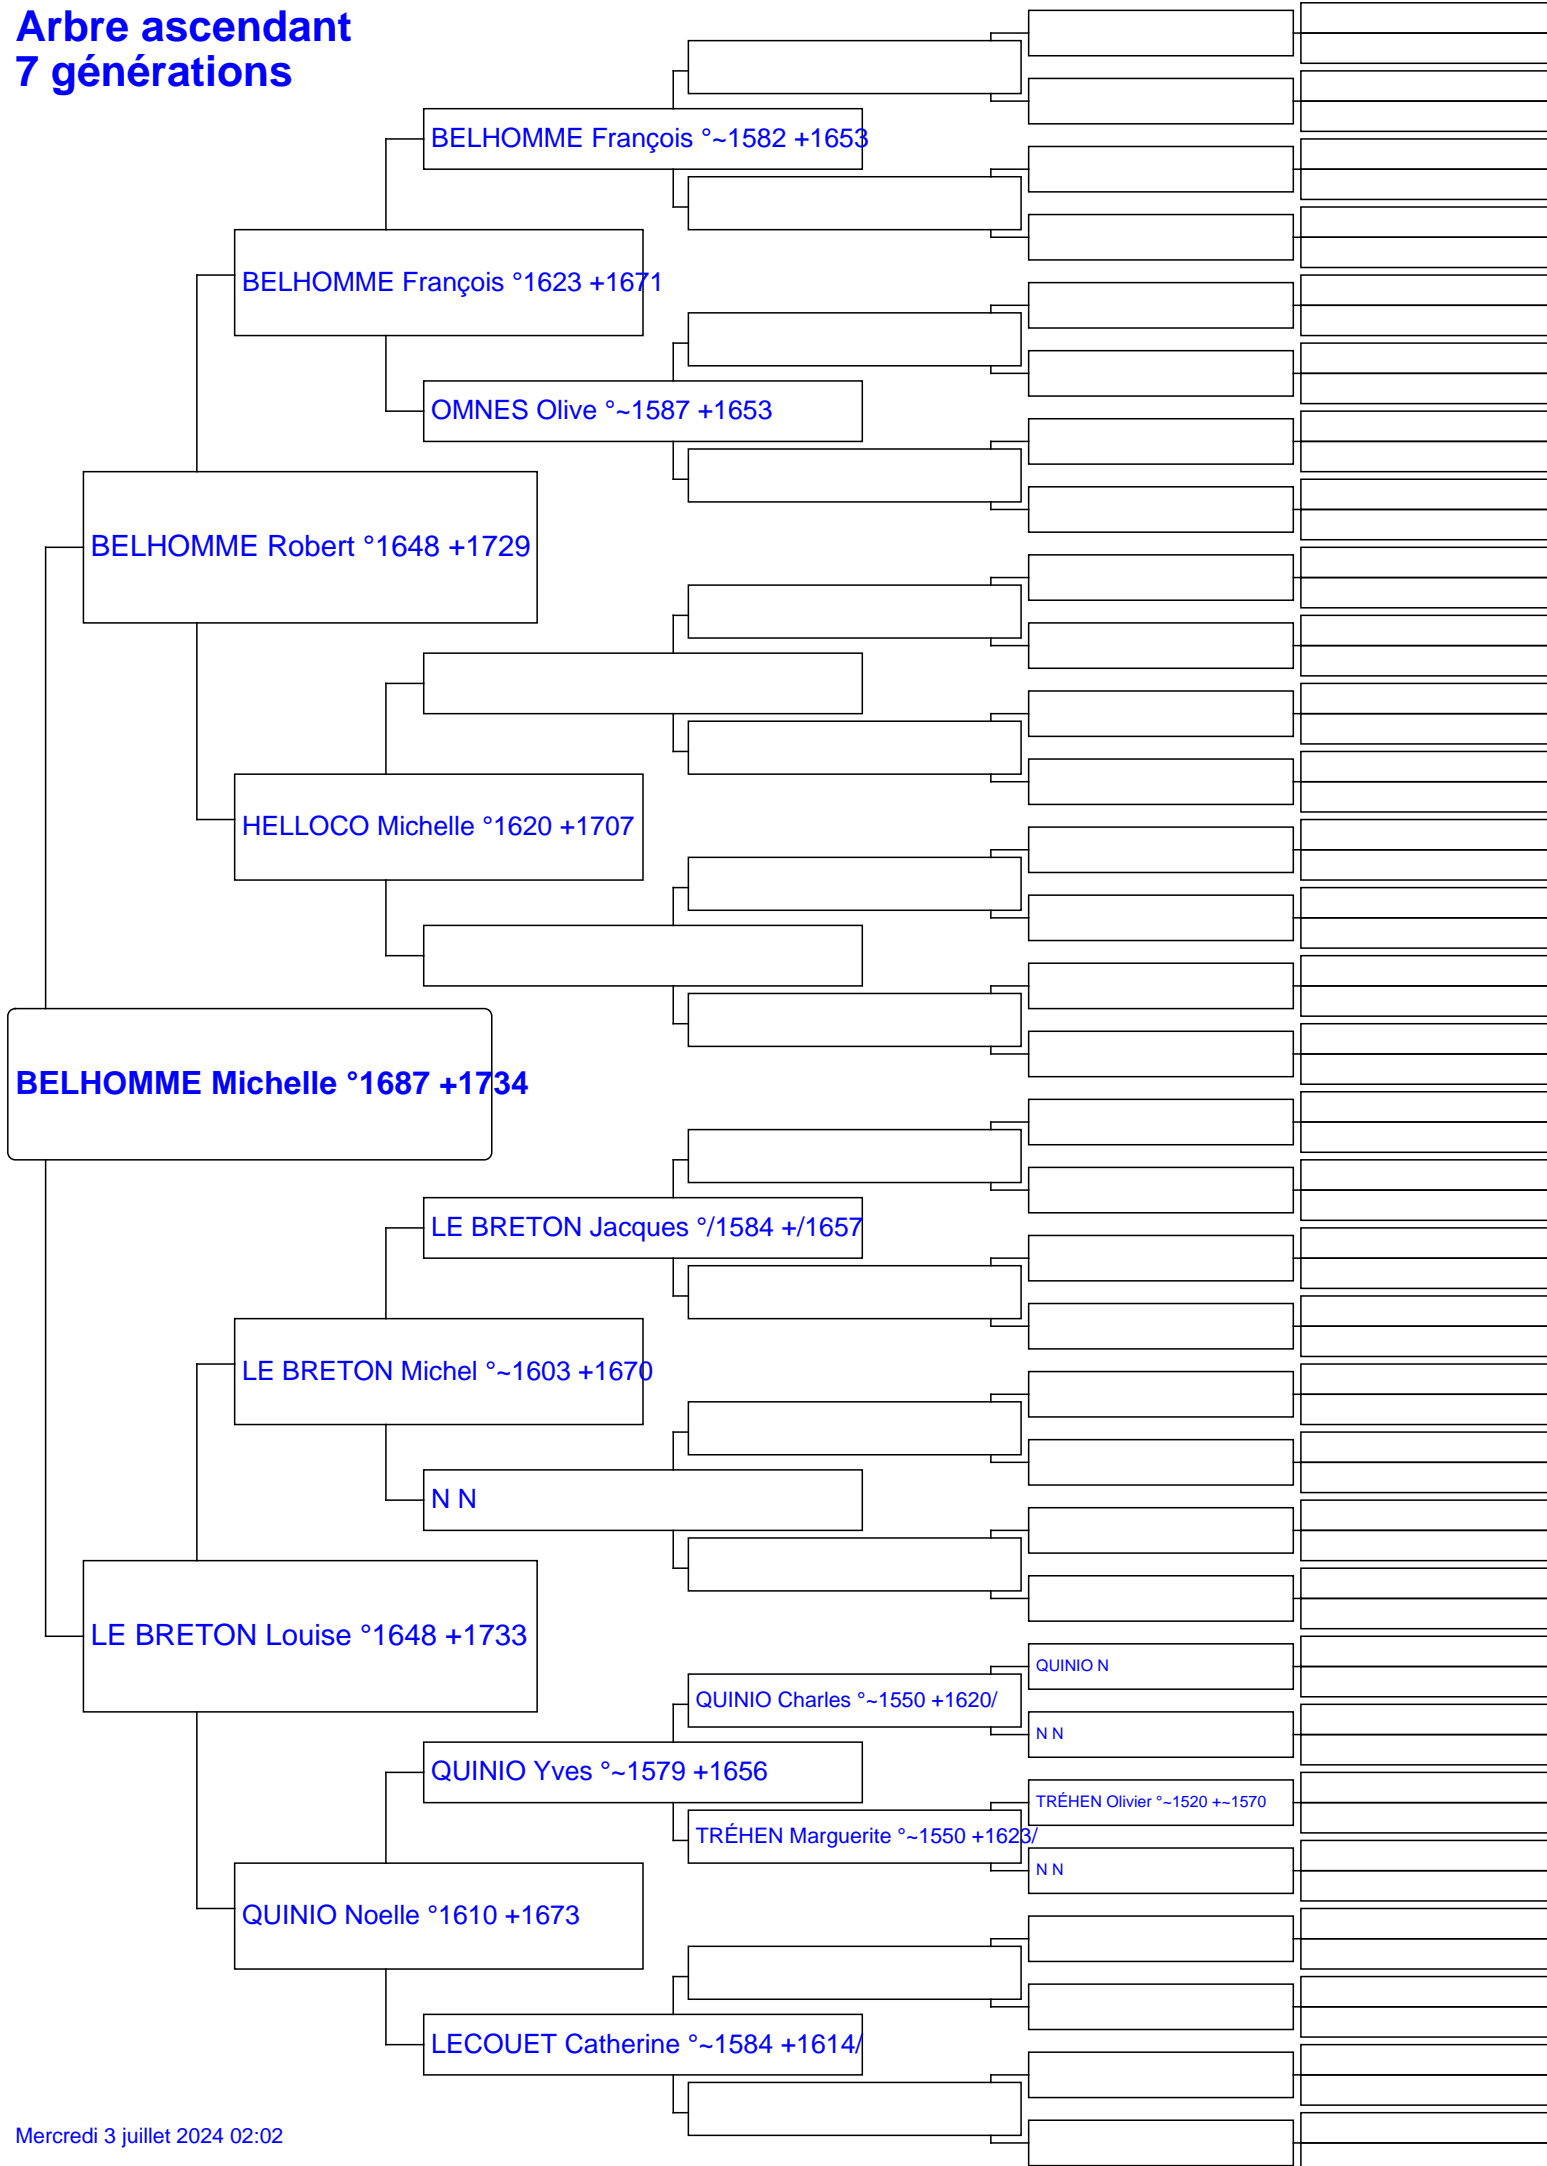 Arbre ascendant
7 générations
BELHOMME François °~1582 +1653
BELHOMME François °1623 +1671
OMNES Olive °~1587 +1653
BELHOMME Robert °1648 +1729
HELLOCO Michelle °1620 +1707
BELHOMME Michelle °1687 +1734
LE BRETON Jacques °/1584 +/1657
LE BRETON Michel °~1603 +1670
N N
LE BRETON Louise °1648 +1733
QUINIO N
QUINIO Charles °~1550 +1620/
N N
QUINIO Yves °~1579 +1656
TRÉHEN Olivier °~1520 +~1570
TRÉHEN Marguerite °~1550 +1623/
N N
QUINIO Noelle °1610 +1673
LECOUET Catherine °~1584 +1614/
Mercredi 3 juillet 2024 02:02